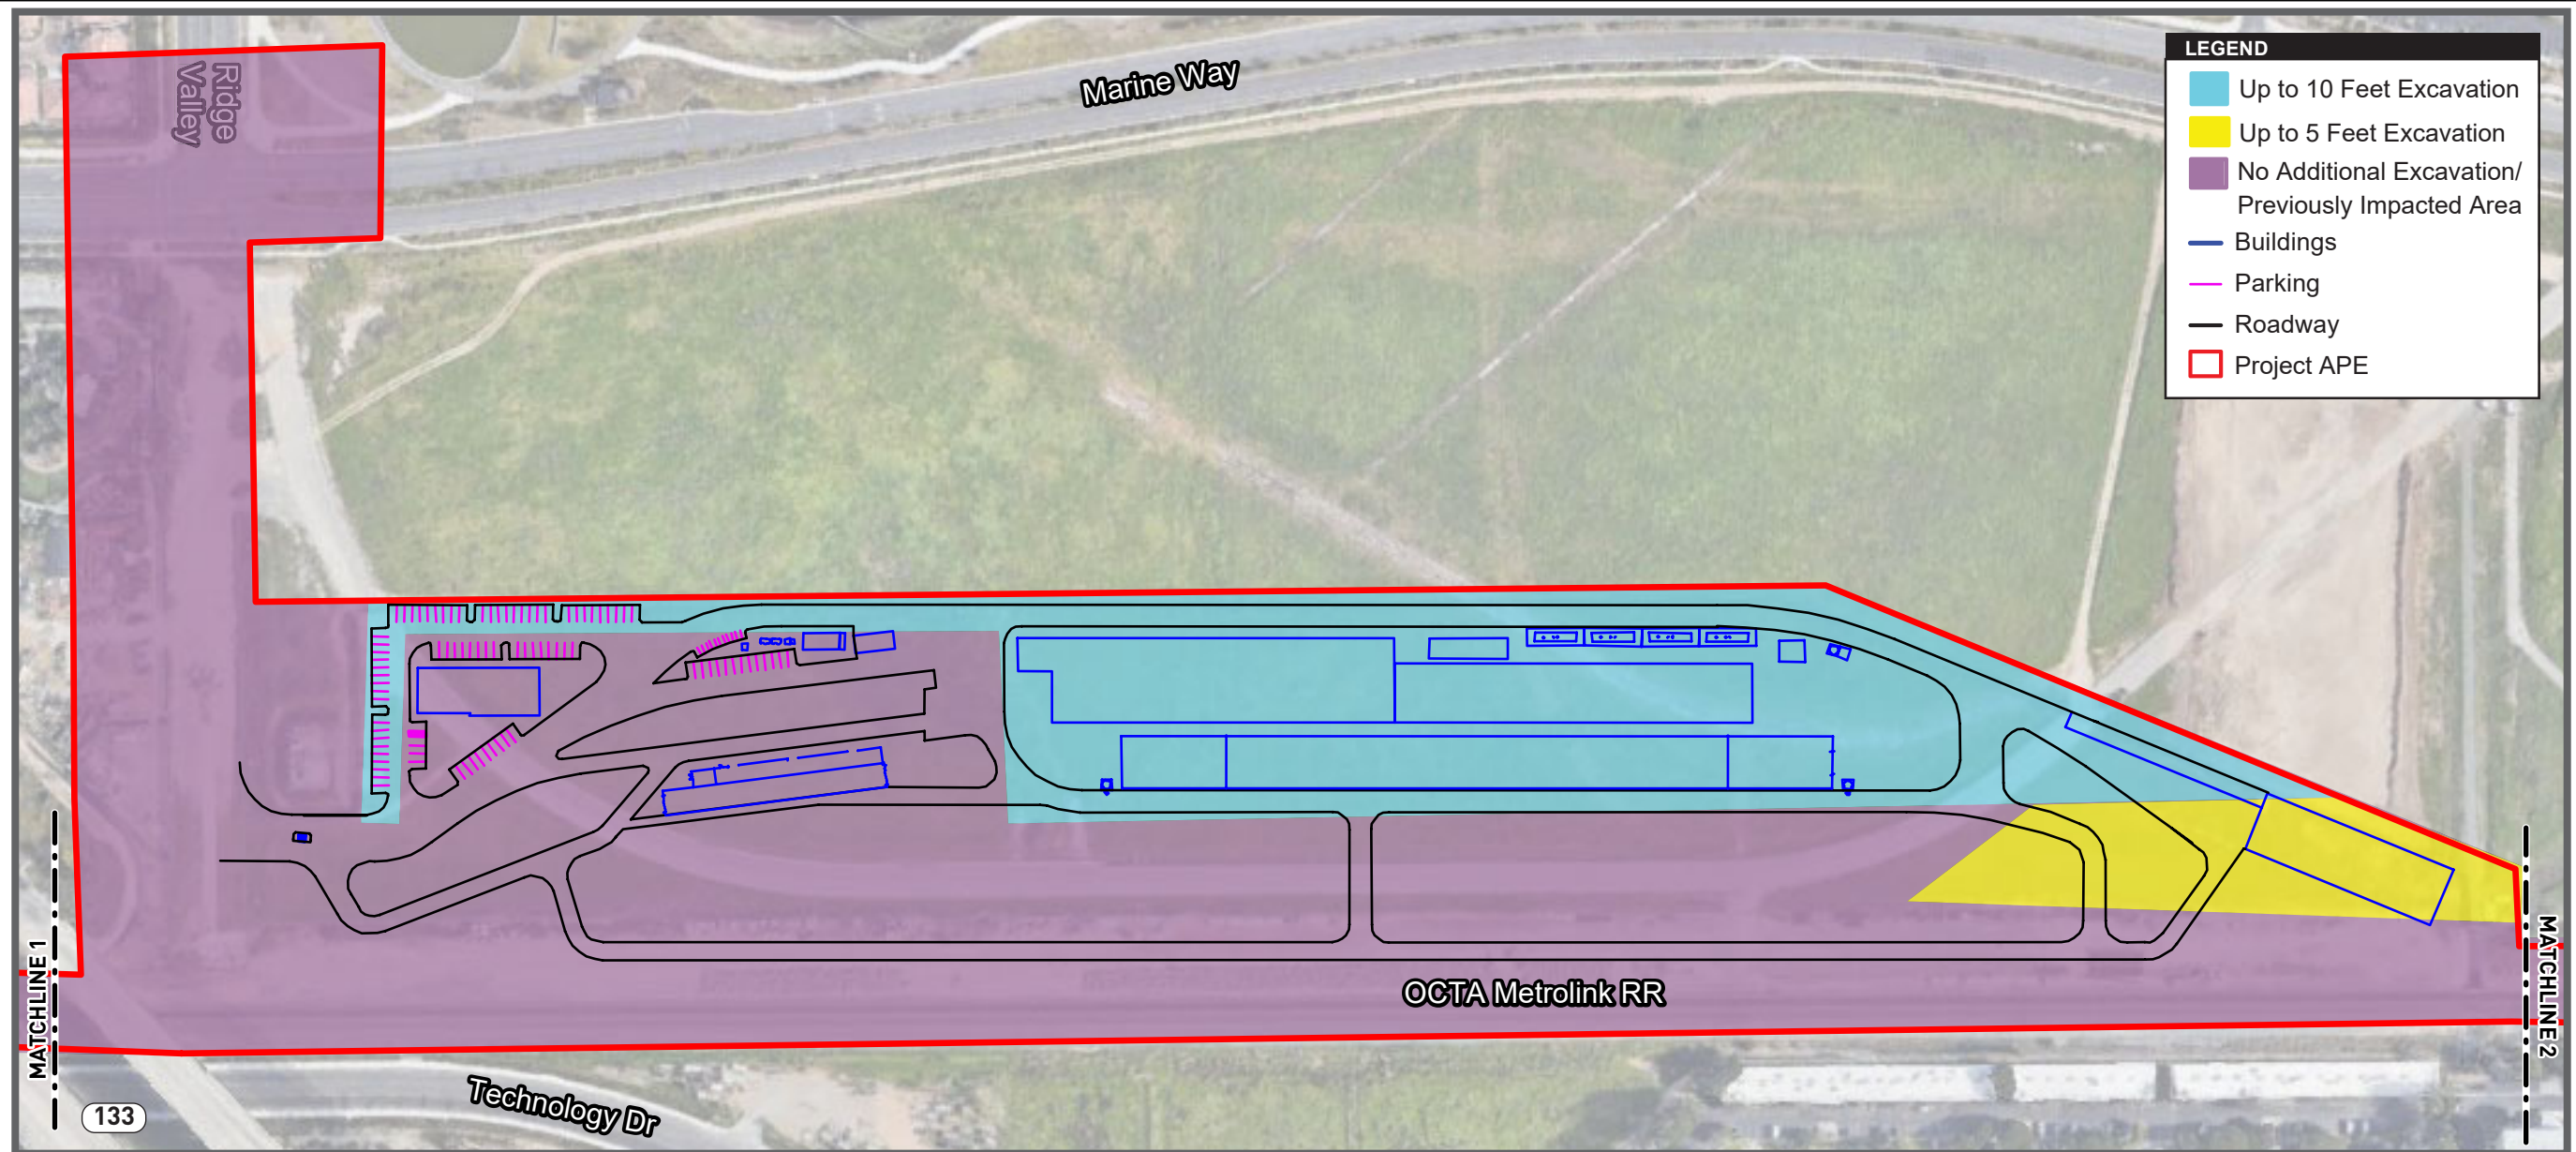 Ridge
Valley
Marine Way
LEGEND
Up to 10 Feet Excavation
Up to 5 Feet Excavation
No Additional Excavation/
Previously Impacted Area
Buildings
Parking
Roadway
Project APE
MATCHLINE 1
MATCHLINE 2
OCTA Metrolink RR
Technology Dr
133